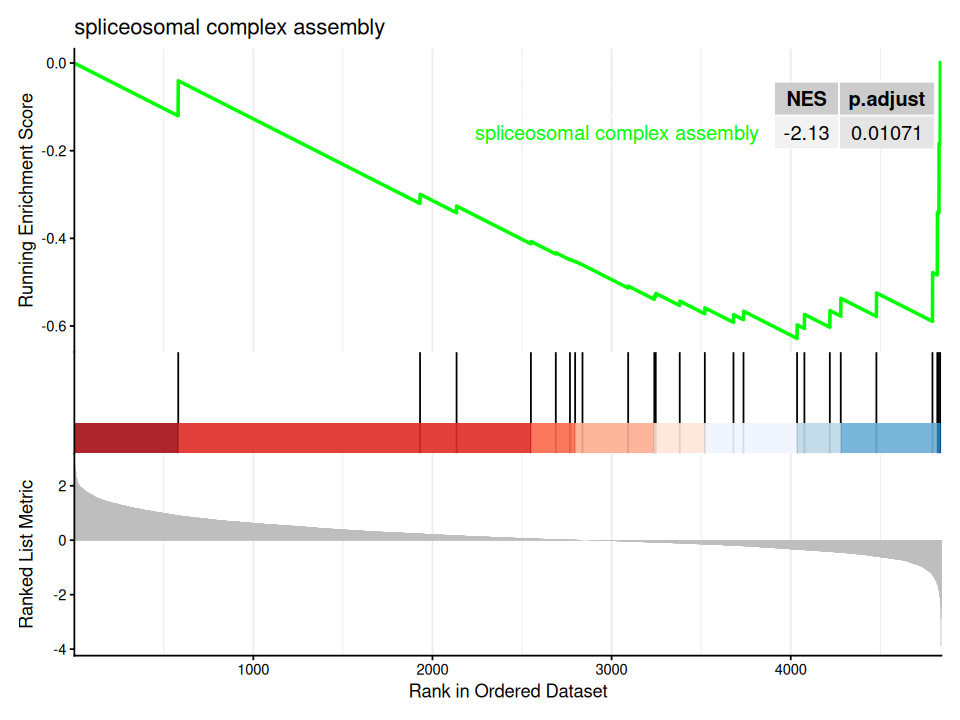 spliceosomal complex assembly
Running Enrichment Score
0.0
-0.2
-0.4
-0.6
NES p.adjust
spliceosomal complex assembly -2.13 0.01071
Ranked List Metric
2
0
-2
-4
1000 2000 3000 4000
Rank in Ordered Dataset